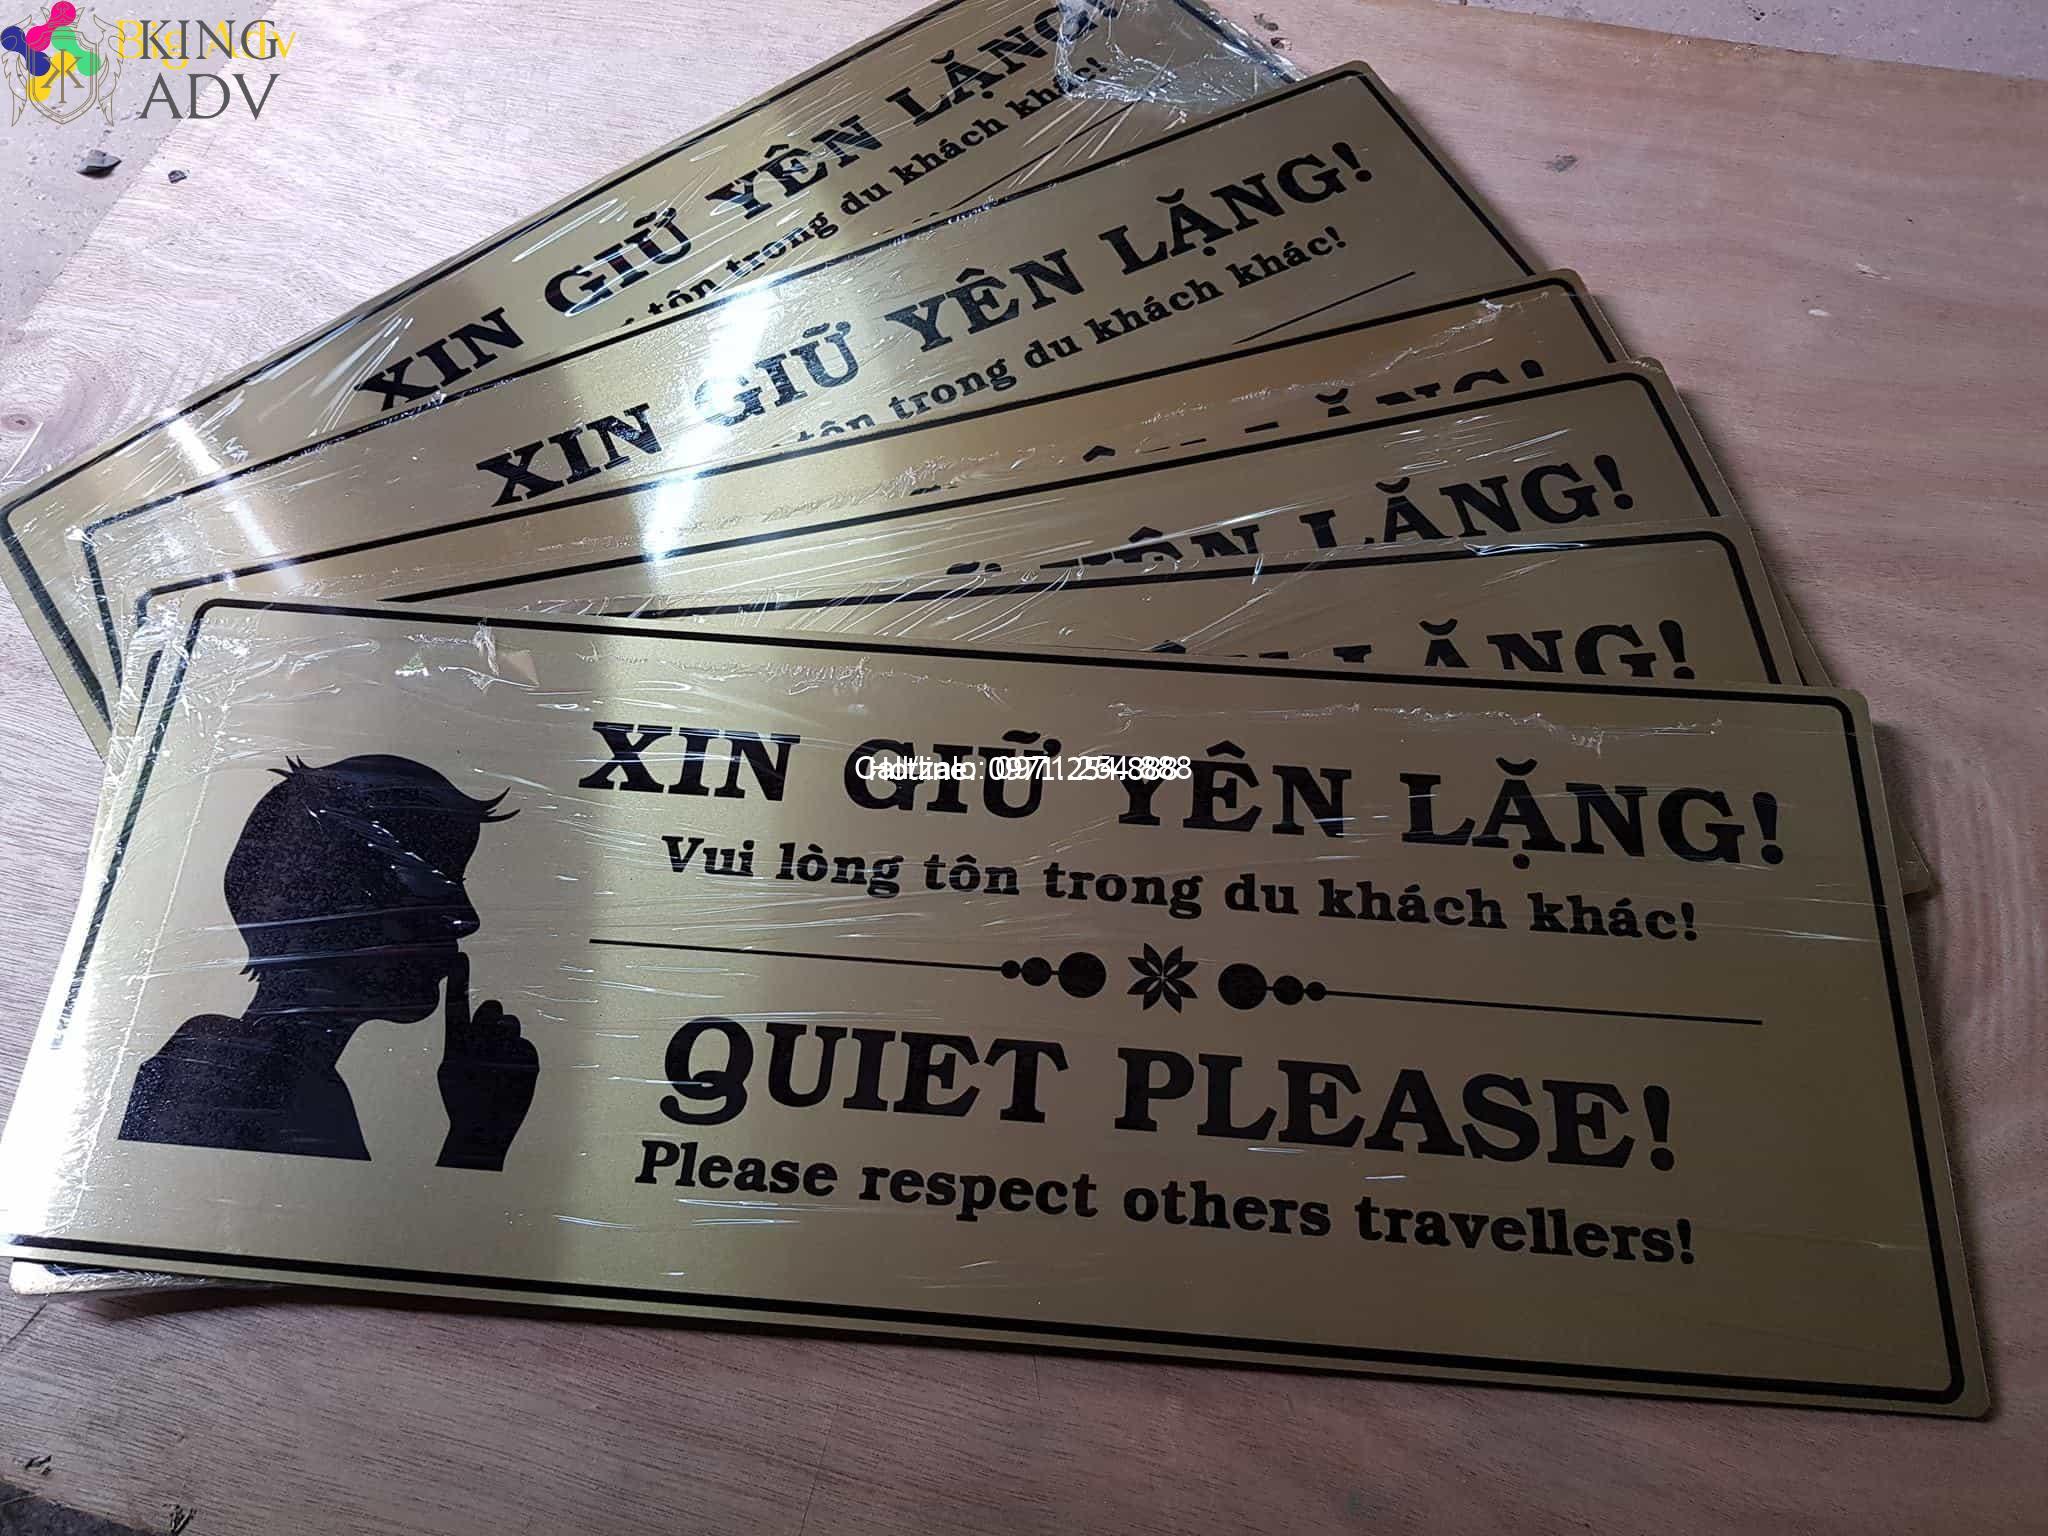 KING
ADV
XIN GIỮ YÊN LẶNG!
tôn trong du khách khác!
XIN GIỮ YÊN LẶNG!
tôn trong du khách khác!
YÊN LẶNG!
LẶNG!
XIN GIỮ YÊN LẶNG!
Vui lòng tôn trong du khách khác!
QUIET PLEASE!
Please respect others travellers!